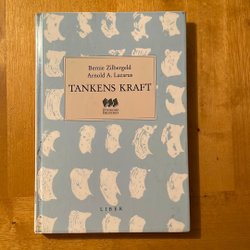 Bernie Zilbergeld
Arnold A. Lazarus
TANKENS KRAFT
LIBER